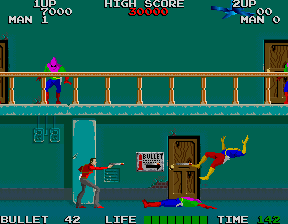 1UP HIGH SCORE 2UP
7000 30000 00
MAN 1 MAN 0
BULLET
BULLET 42 LIFE TIME 142